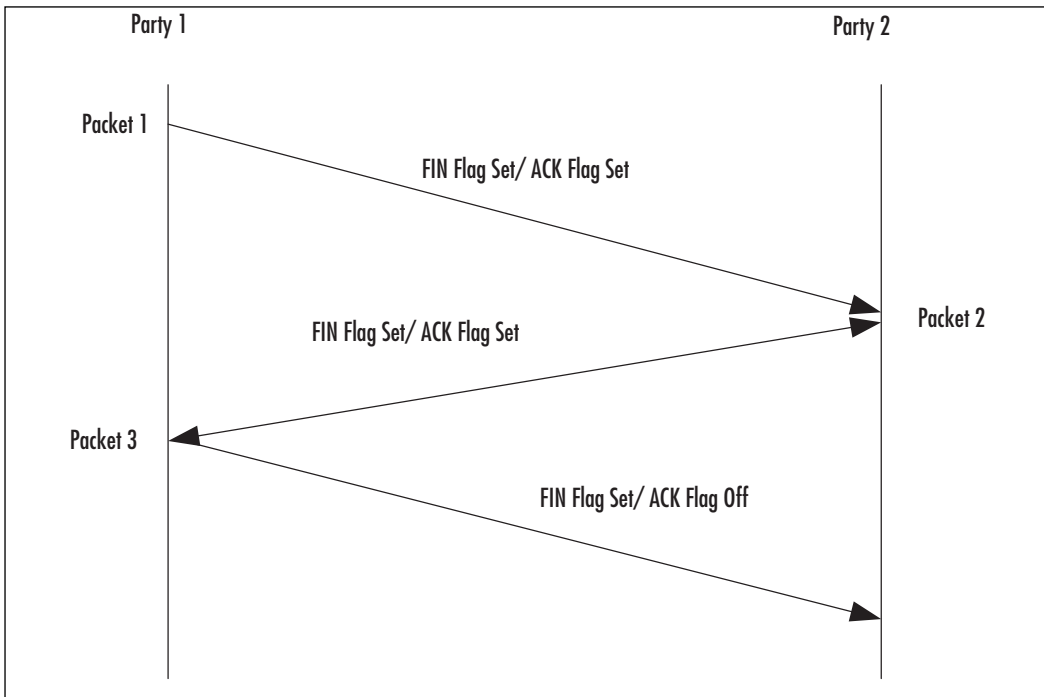 Party 1
Party 2
Packet 1
FIN Flag Set/ ACK Flag Set
FIN Flag Set/ ACK Flag Set
Packet 2
Packet 3
FIN Flag Set/ ACK Flag Off